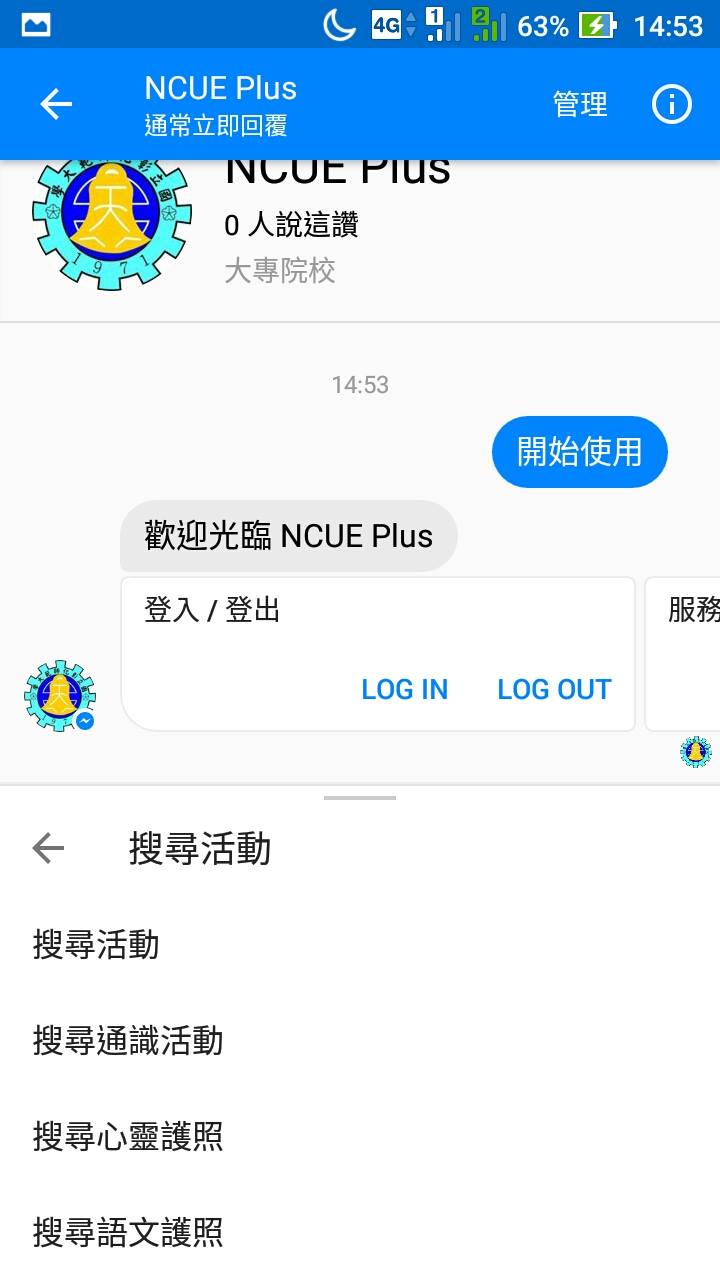 4G 1 2 63% 14:53
NCUE Plus
通常立即回覆
管理
NCUE Plus
0 人說這讚
大專院校
1971
14:53
開始使用
歡迎光臨 NCUE Plus
登入 / 登出
服務
LOG IN LOG OUT
搜尋活動
搜尋活動
搜尋通識活動
搜尋心靈護照
搜尋語文護照